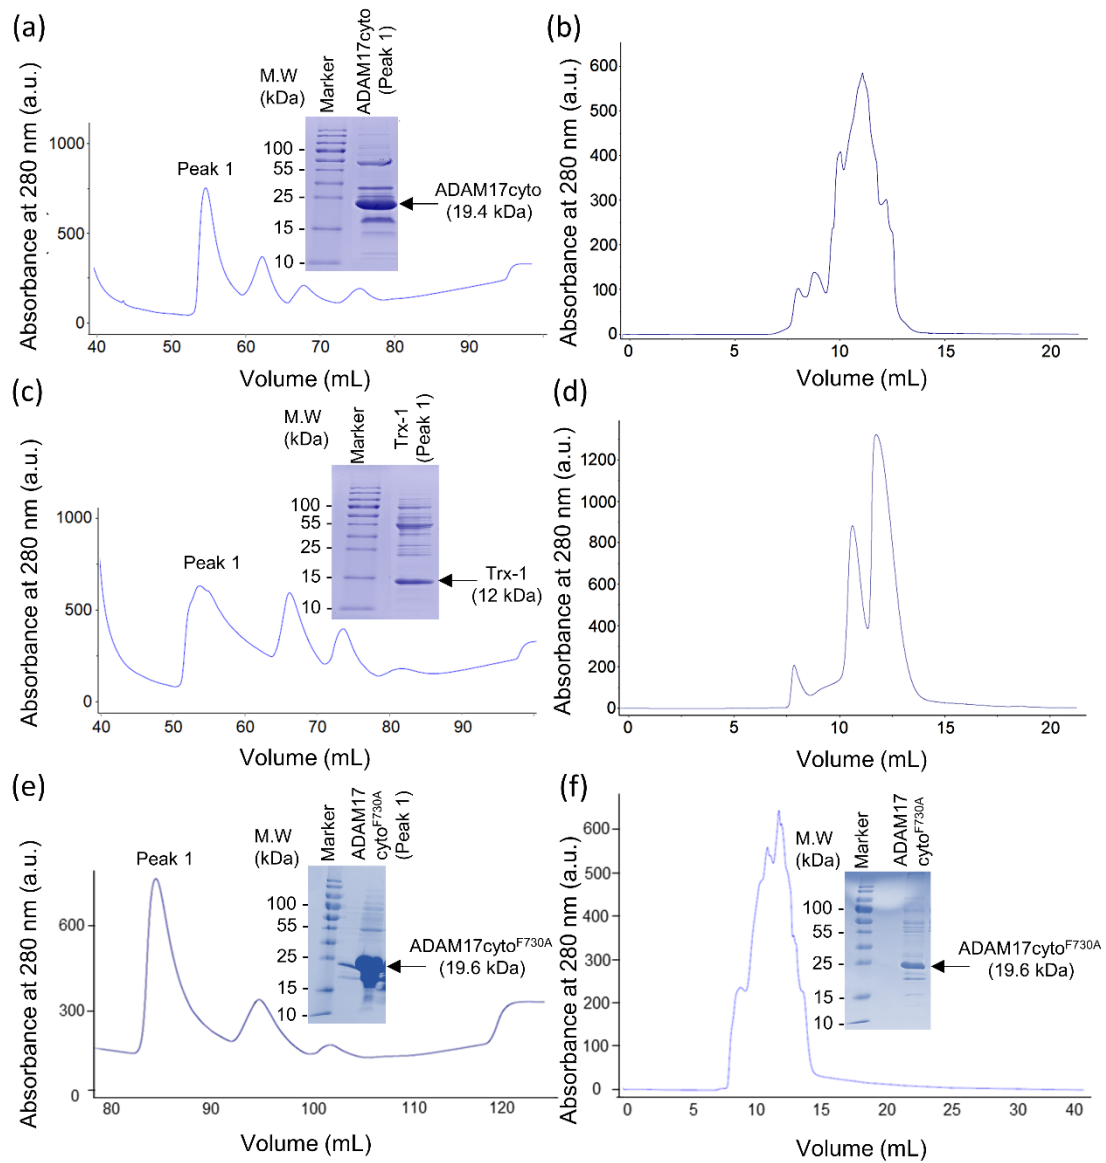 (a)
Absorbance at 280 nm (a.u.)
1000
500
0
40
50
60
70
80
90
Volume (mL)
Peak 1
M.W
(kDa)
Marker
ADAM17cyto
(Peak 1)
100
55
25
15
10
ADAM17cyto
(19.4 kDa)
(b)
Absorbance at 280 nm (a.u.)
600
500
400
300
200
100
0
0
5
10
15
20
Volume (mL)
(c)
Absorbance at 280 nm (a.u.)
1000
500
0
40
50
60
70
80
90
Volume (mL)
Peak 1
M.W
(kDa)
Marker
Trx-1
(Peak 1)
100
55
25
15
10
Trx-1
(12 kDa)
(d)
Absorbance at 280 nm (a.u.)
1200
1000
800
600
400
200
0
0
5
10
15
20
Volume (mL)
(e)
Absorbance at 280 nm (a.u.)
600
300
0
80
90
100
110
120
Volume (mL)
Peak 1
M.W
(kDa)
Marker
ADAM17
cytoF730A
(Peak 1)
100
55
25
15
10
ADAM17cytoF730A
(19.6 kDa)
(f)
Absorbance at 280 nm (a.u.)
600
500
400
300
200
100
0
0
5
10
15
20
25
30
40
Volume (mL)
M.W
(kDa)
Marker
ADAM17
cytoF730A
100
55
25
15
10
ADAM17cytoF730A
(19.6 kDa)